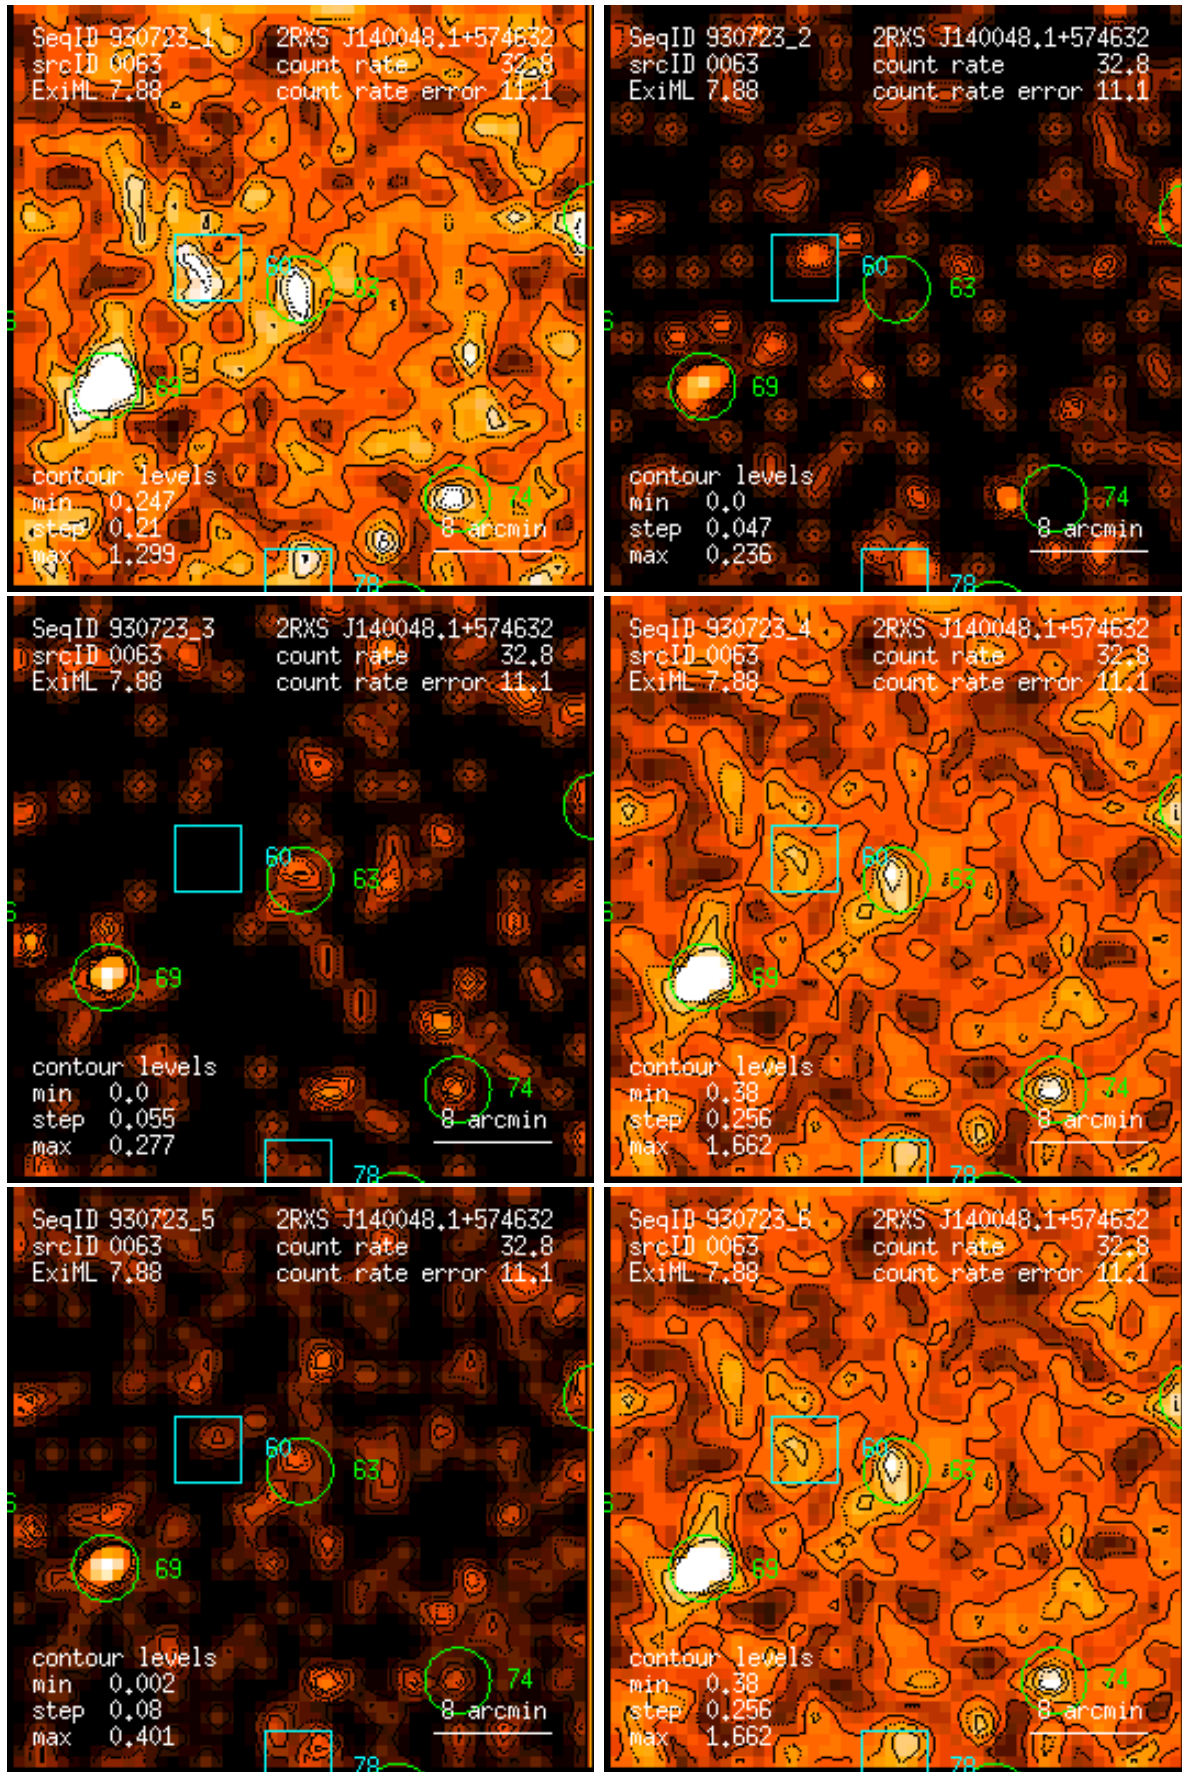 SeqID 930723_1 2RXS J140048.1+574632
srcID 0063 count rate 32.8
ExiML 7.88 count rate error 11.1
60
63
69
contour levels
min 0.247
74
step 0.21
8 arcmin
max 1.299
78
SeqID 930723_2 2RXS J140048.1+574632
srcID 0063 count rate 32.8
ExiML 7.88 count rate error 11.1
60
63
69
contour levels
min 0.0
74
step 0.047
8 arcmin
max 0.236
78
SeqID 930723_3 2RXS J140048.1+574632
srcID 0063 count rate 32.8
ExiML 7.88 count rate error 11.1
60
63
69
contour levels
min 0.0
74
step 0.055
8 arcmin
max 0.277
78
SeqID 930723_4 2RXS J140048.1+574632
srcID 0063 count rate 32.8
ExiML 7.88 count rate error 11.1
60
63
69
contour levels
min 0.38
74
step 0.256
8 arcmin
max 1.662
78
SeqID 930723_5 2RXS J140048.1+574632
srcID 0063 count rate 32.8
ExiML 7.88 count rate error 11.1
60
63
69
contour levels
min 0.002
74
step 0.08
8 arcmin
max 0.401
78
SeqID 930723_6 2RXS J140048.1+574632
srcID 0063 count rate 32.8
ExiML 7.88 count rate error 11.1
60
63
69
contour levels
min 0.38
74
step 0.256
8 arcmin
max 1.662
78